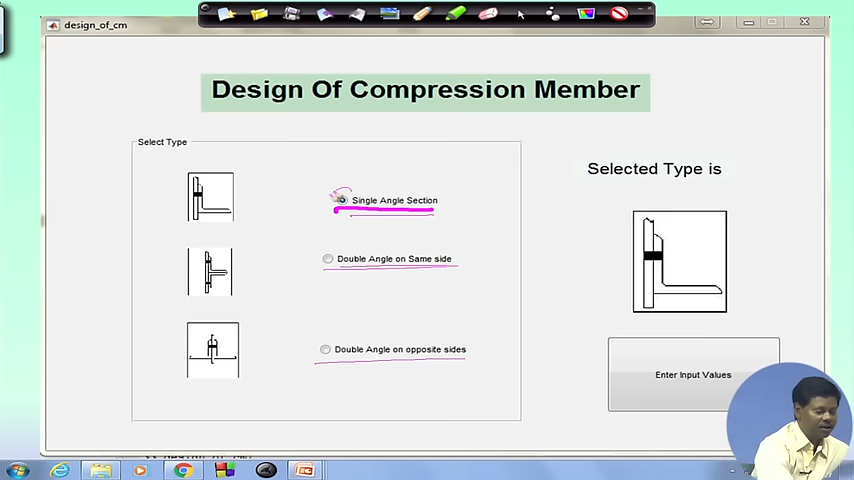 design_of_cm
Design Of Compression Member
Select Type
Selected Type is
Single Angle Section
Double Angle on Same side
Double Angle on opposite sides
Enter Input Values